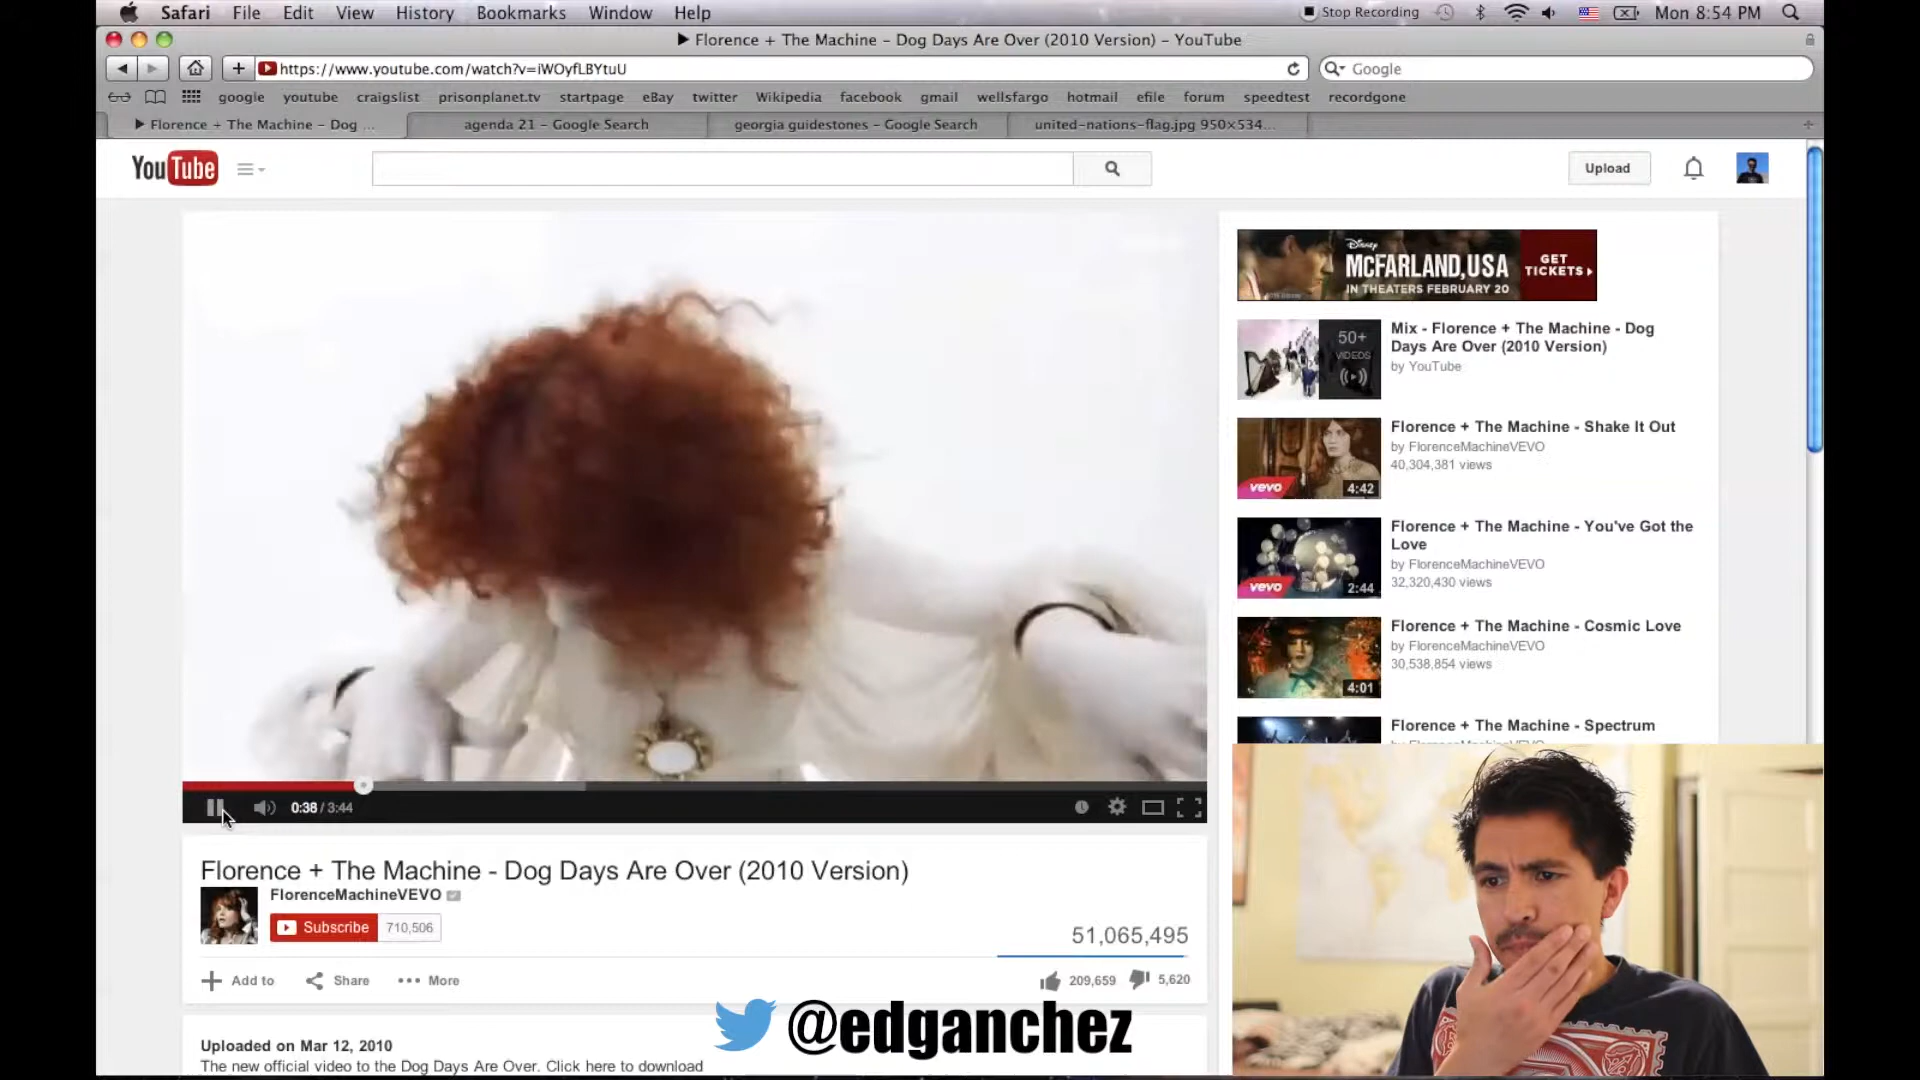 Safari File Edit View History Bookmarks Window Help
Stop Recording
Mon 8:54 PM
Florence + The Machine – Dog Days Are Over (2010 Version) – YouTube
https://www.youtube.com/watch?v=iWOyfLBYtuU
Google
google youtube craigslist prisonplanet.tv startpage eBay twitter Wikipedia facebook gmail wellsfargo hotmail efile forum speedtest recordgone
Florence + The Machine – Dog ...
agenda 21 – Google Search
georgia guidestones – Google Search
united-nations-flag.jpg 950×534...
YouTube
Upload
Disney
McFARLAND, USA
IN THEATERS FEBRUARY 20
GET
TICKETS
50+
VIDEOS
Mix - Florence + The Machine - Dog
Days Are Over (2010 Version)
by YouTube
vevo
4:42
Florence + The Machine - Shake It Out
by FlorenceMachineVEVO
40,304,381 views
vevo
2:44
Florence + The Machine - You've Got the
Love
by FlorenceMachineVEVO
32,320,430 views
4:01
Florence + The Machine - Cosmic Love
by FlorenceMachineVEVO
30,538,854 views
Florence + The Machine - Spectrum
0:38 / 3:44
Florence + The Machine - Dog Days Are Over (2010 Version)
FlorenceMachineVEVO
Subscribe 710,506
51,065,495
Add to Share More
209,659 5,620
@edganchez
Uploaded on Mar 12, 2010
The new official video to the Dog Days Are Over. Click here to download